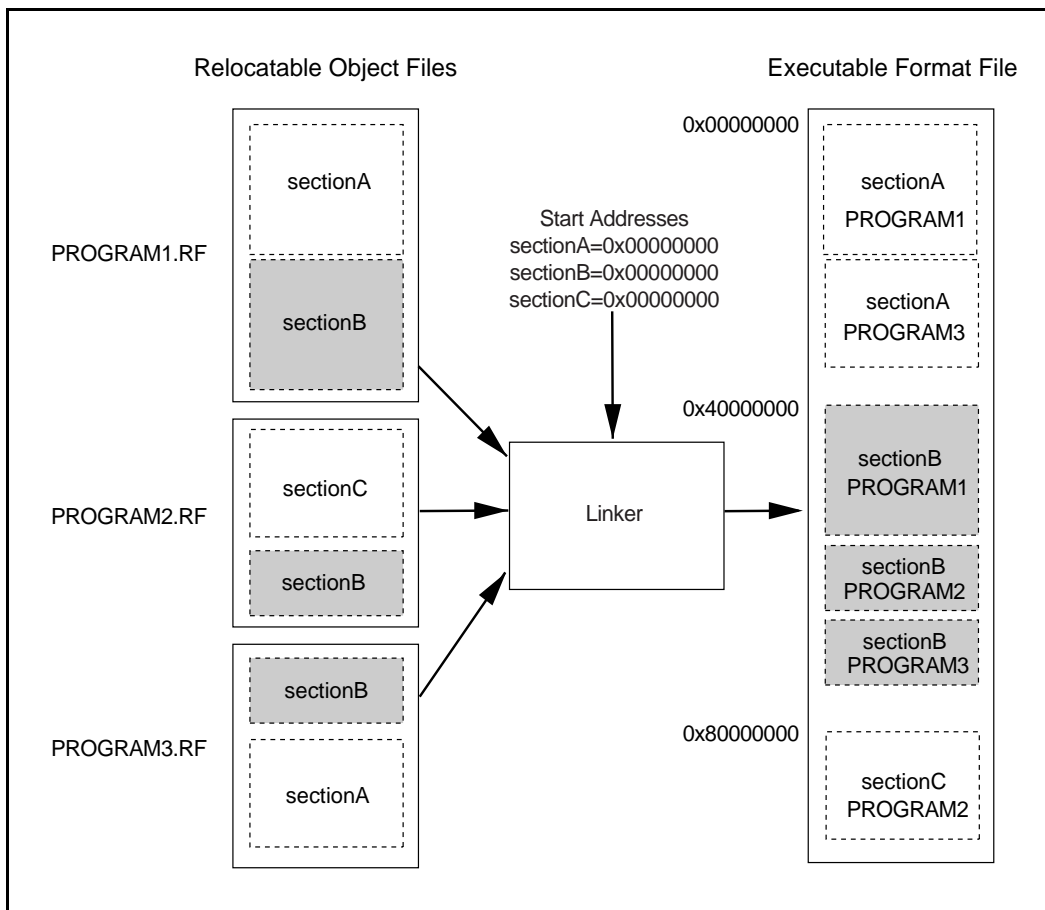 Relocatable Object Files
Executable Format File
PROGRAM1.RF
sectionA
sectionB
PROGRAM2.RF
sectionC
sectionB
PROGRAM3.RF
sectionB
sectionA
Start Addresses
sectionA=0x00000000
sectionB=0x00000000
sectionC=0x00000000
Linker
0x00000000
sectionA
PROGRAM1
sectionA
PROGRAM3
0x40000000
sectionB
PROGRAM1
sectionB
PROGRAM2
sectionB
PROGRAM3
0x80000000
sectionC
PROGRAM2